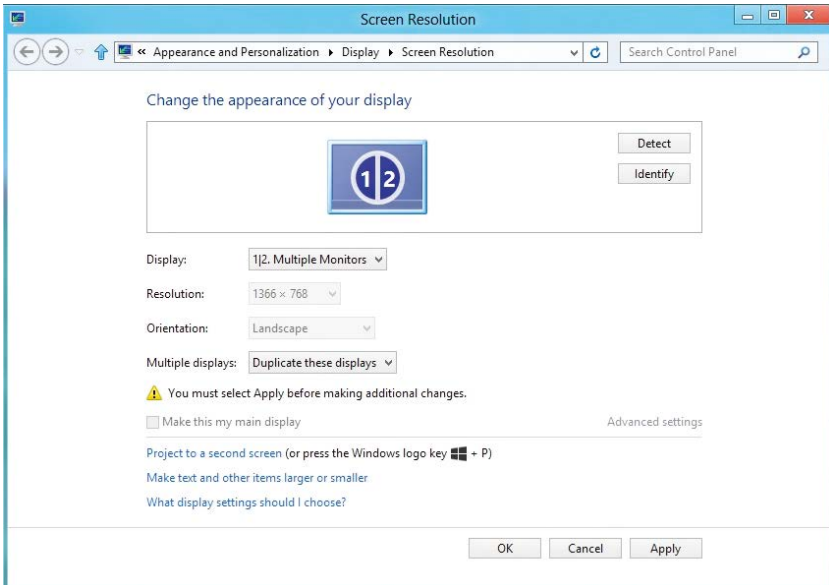 Screen Resolution
« Appearance and Personalization ▸ Display ▸ Screen Resolution
Search Control Panel
Change the appearance of your display
1|2
Detect
Identify
Display: 1|2. Multiple Monitors
Resolution: 1366 × 768
Orientation: Landscape
Multiple displays: Duplicate these displays
You must select Apply before making additional changes.
Make this my main display Advanced settings
Project to a second screen (or press the Windows logo key + P)
Make text and other items larger or smaller
What display settings should I choose?
OK Cancel Apply